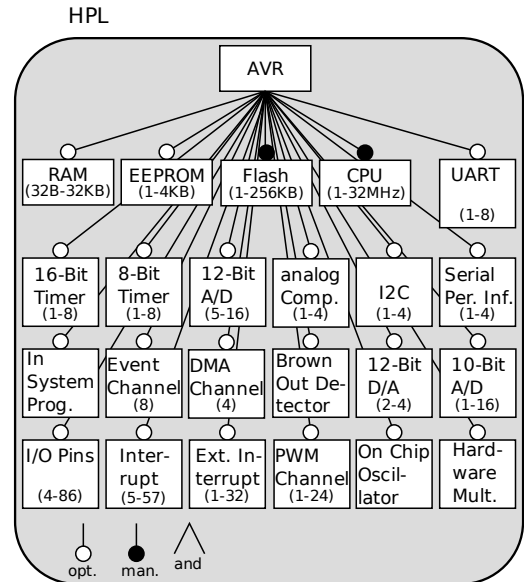 HPL
AVR
RAM
(32B-32KB)
EEPROM
(1-4KB)
Flash
(1-256KB)
CPU
(1-32MHz)
UART
(1-8)
16-Bit
Timer
(1-8)
8-Bit
Timer
(1-8)
12-Bit
A/D
(5-16)
analog
Comp.
(1-4)
I2C
(1-4)
Serial
Per. Inf.
(1-4)
In
System
Prog.
Event
Channel
(8)
DMA
Channel
(4)
Brown
Out De-
tector
12-Bit
D/A
(2-4)
10-Bit
A/D
(1-16)
I/O Pins
(4-86)
Inter-
rupt
(5-57)
Ext. In-
terrupt
(1-32)
PWM
Channel
(1-24)
On Chip
Oscil-
lator
Hard-
ware
Mult.
opt.
man.
and